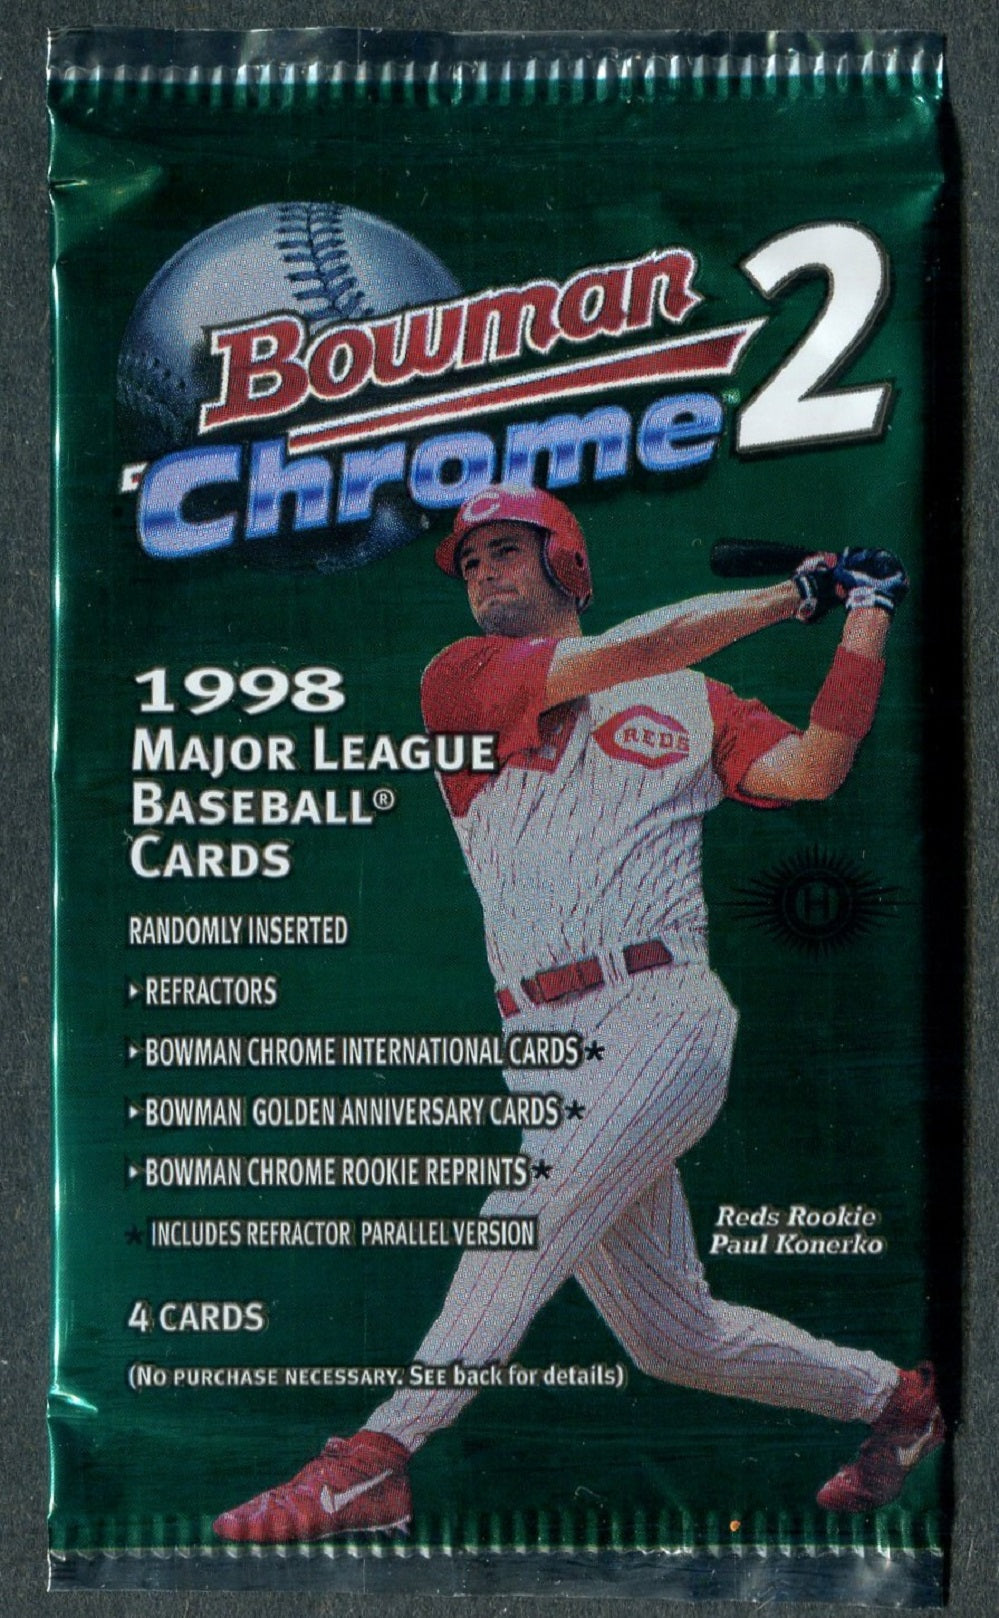 Bowman
Chrome™ 2
C
REDS
1998
MAJOR LEAGUE
BASEBALL®
CARDS
H
RANDOMLY INSERTED
▸REFRACTORS
▸BOWMAN CHROME INTERNATIONAL CARDS*
▸BOWMAN GOLDEN ANNIVERSARY CARDS*
▸BOWMAN CHROME ROOKIE REPRINTS*
* INCLUDES REFRACTOR PARALLEL VERSION
Reds Rookie
Paul Konerko
4 CARDS
(NO PURCHASE NECESSARY. SEE back for details)